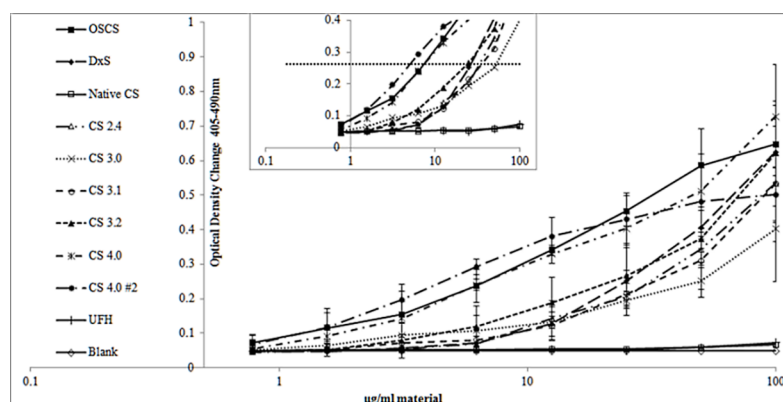 OSCS
DxS
Native CS
CS 2.4
CS 3.0
CS 3.1
CS 3.2
CS 4.0
CS 4.0 #2
UFH
Blank
Optical Density Change 405-490nm
1
0.9
0.8
0.7
0.6
0.5
0.4
0.3
0.2
0.1
0
0.4
0.3
0.2
0.1
0
0.1
1
10
100
0.1
1
10
100
µg/ml material